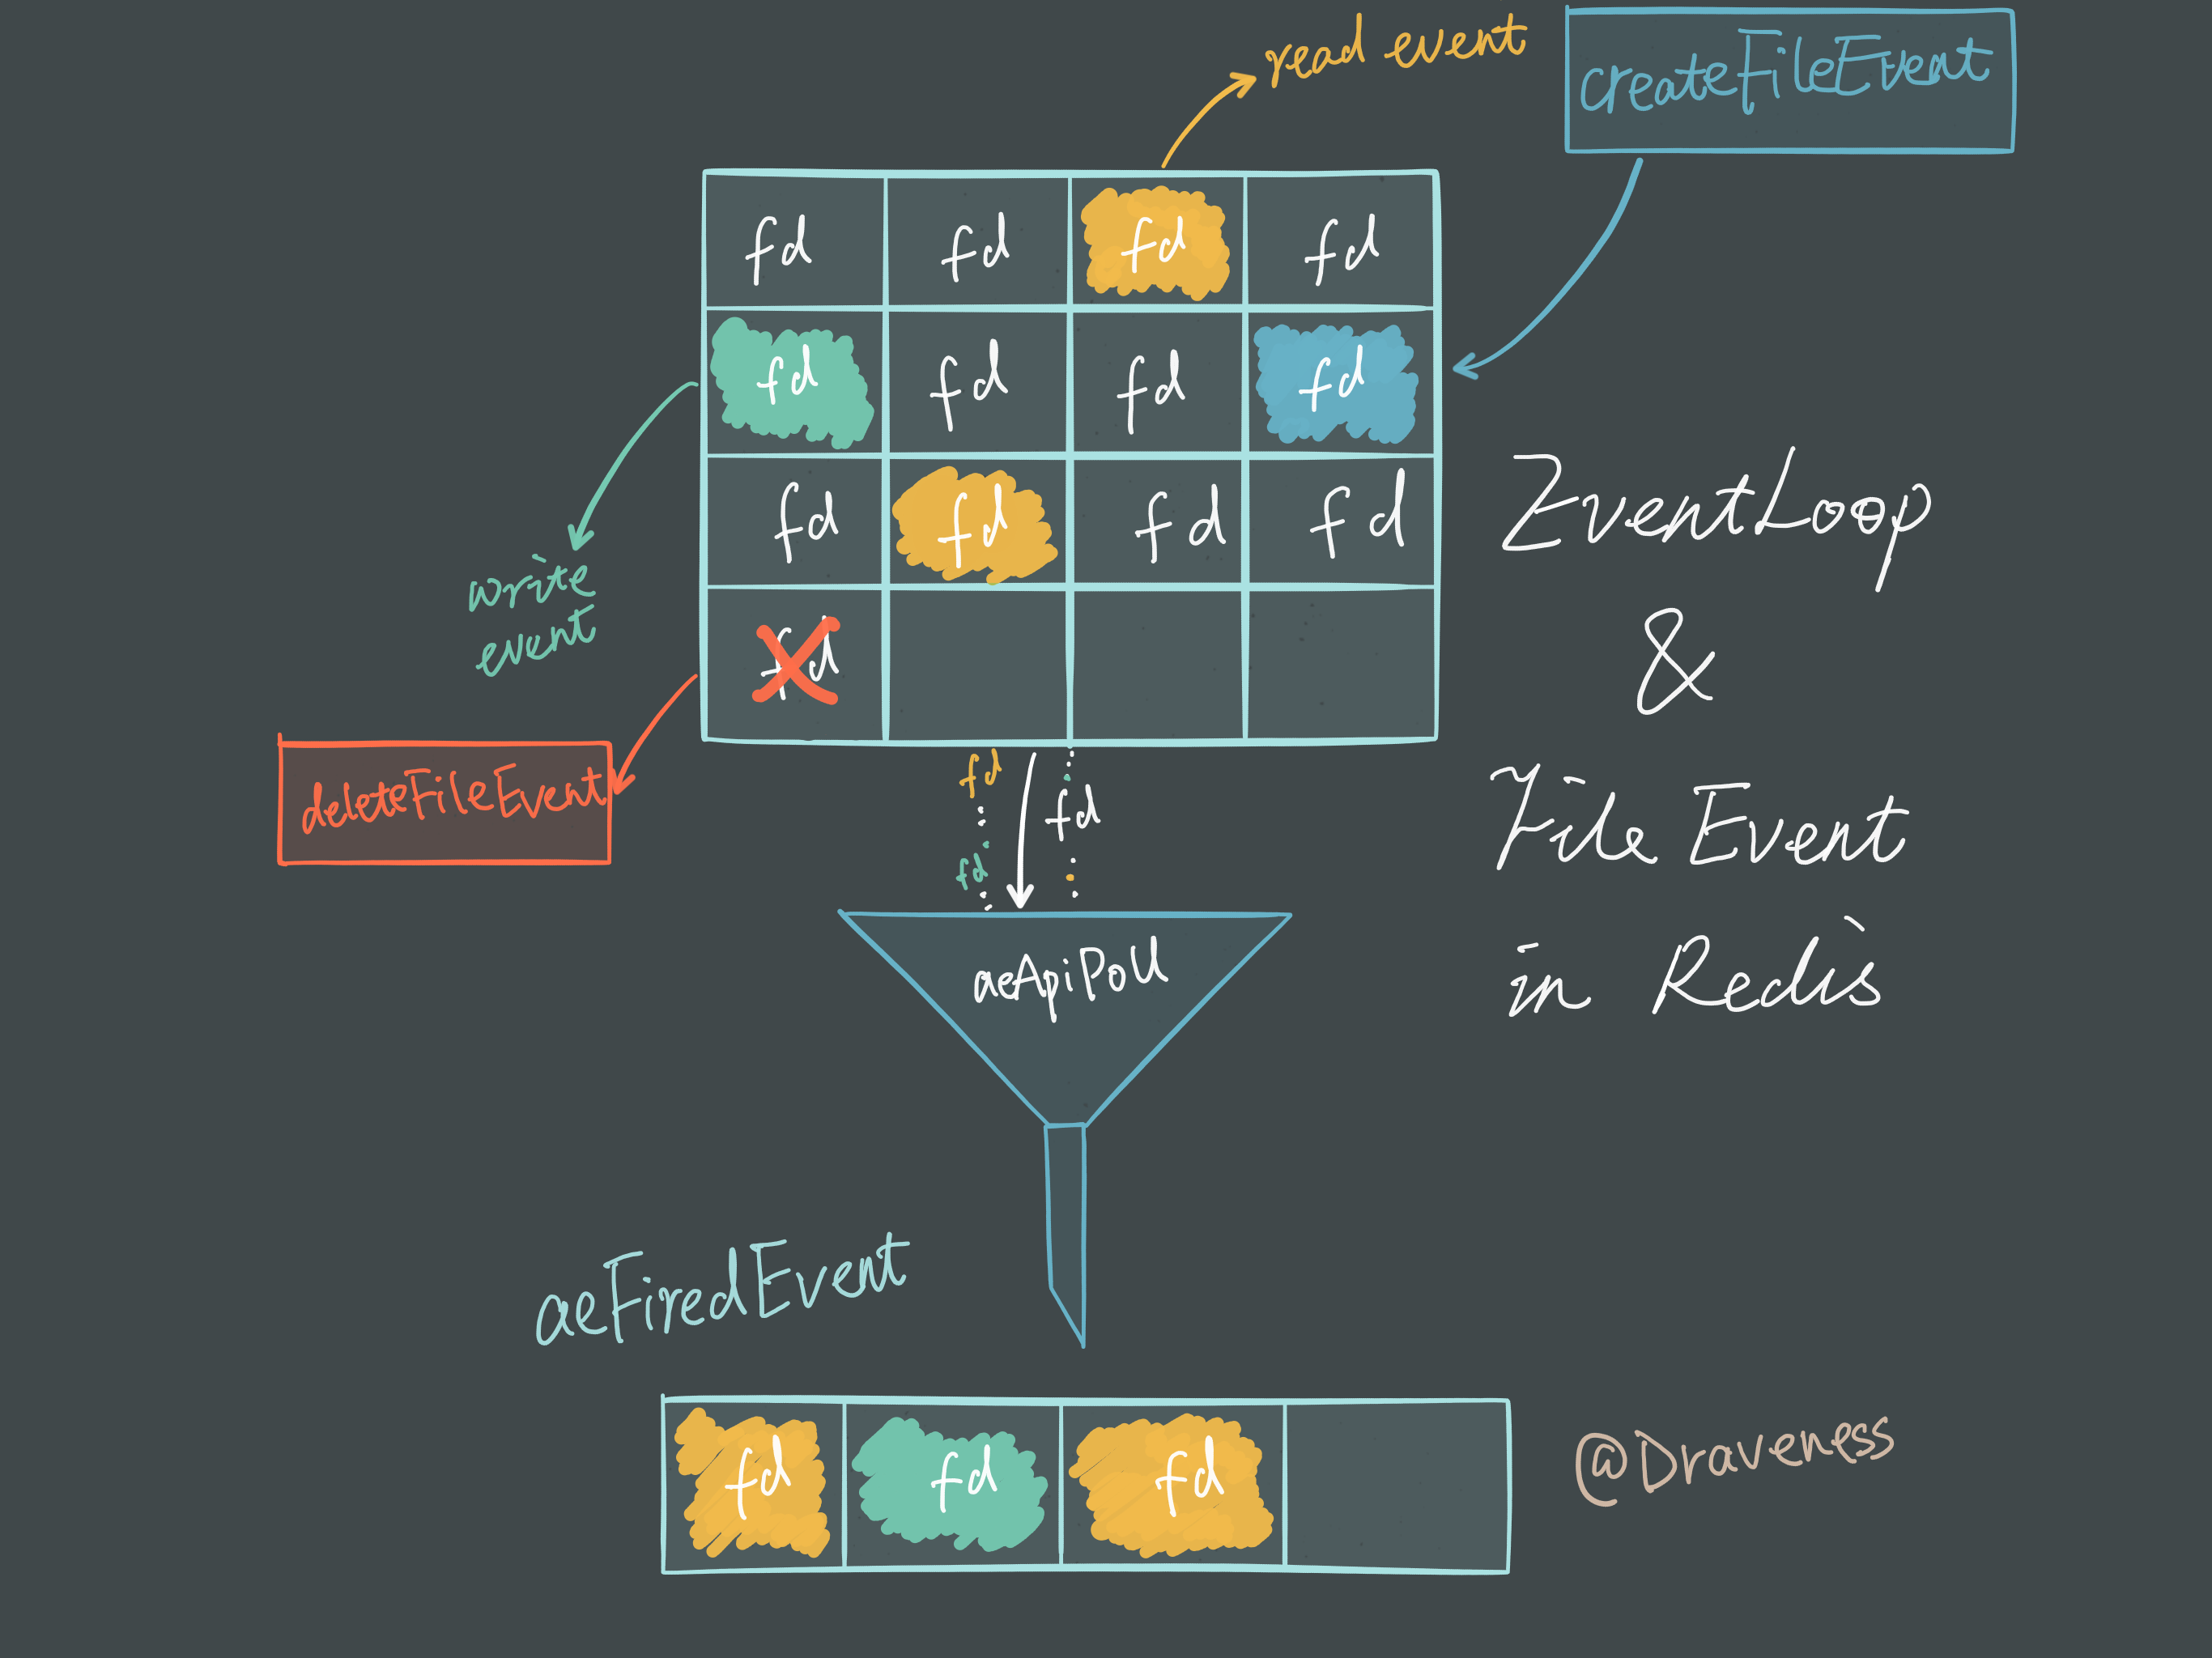 read event
createFileEvent
fd fd fd fd
fd fd fd fd
fd fd fd fd
fd
write
event
deleteFileEvent
EventLoop
&
File Event
in Redis
fd
fd
fd
aeApiPoll
aeFiredEvent
fd fd fd
@Draveness